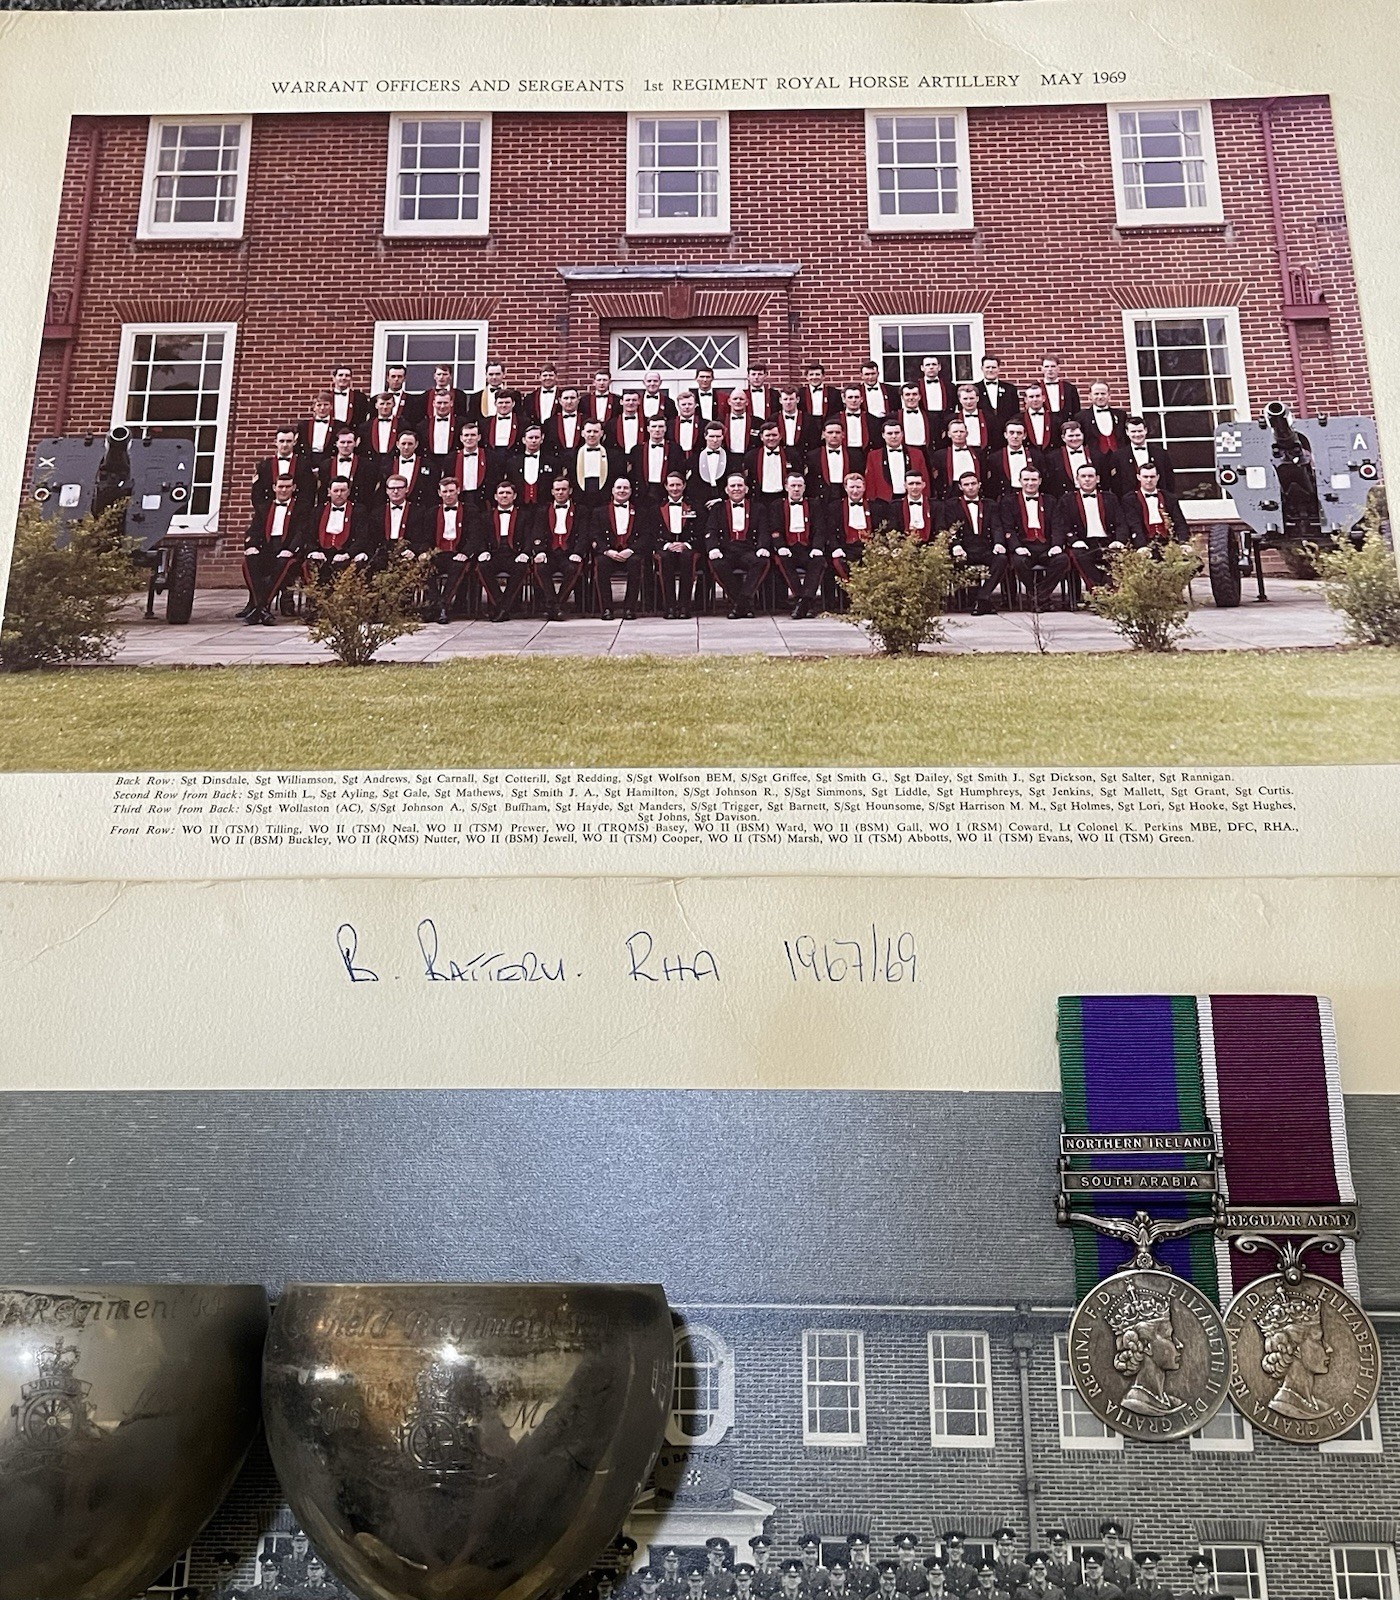 WARRANT OFFICERS AND SERGEANTS 1st REGIMENT ROYAL HORSE ARTILLERY MAY 1969
A
A
Back Row: Sgt Dinsdale, Sgt Williamson, Sgt Andrews, Sgt Carnall, Sgt Cotterill, Sgt Redding, S/Sgt Wolfson BEM, S/Sgt Griffee, Sgt Smith G., Sgt Dailey, Sgt Smith J., Sgt Dickson, Sgt Salter, Sgt Rannigan.
Second Row from Back: Sgt Smith L., Sgt Ayling, Sgt Gale, Sgt Mathews, Sgt Smith J. A., Sgt Hamilton, S/Sgt Johnson R., S/Sgt Simmons, Sgt Liddle, Sgt Humphreys, Sgt Jenkins, Sgt Mallett, Sgt Grant, Sgt Curtis.
Third Row from Back: S/Sgt Wollaston (AC), S/Sgt Johnson A., S/Sgt Buffham, Sgt Hayde, Sgt Manders, S/Sgt Trigger, Sgt Barnett, S/Sgt Hounsome, S/Sgt Harrison M. M., Sgt Holmes, Sgt Lori, Sgt Hooke, Sgt Hughes,
Sgt Johns, Sgt Davison.
Front Row: WO II (TSM) Tilling, WO II (TSM) Neal, WO II (TSM) Prewer, WO II (TRQMS) Basey, WO II (BSM) Ward, WO II (BSM) Gall, WO I (RSM) Coward, Lt Colonel K. Perkins MBE, DFC, RHA.,
WO II (BSM) Buckley, WO II (RQMS) Nutter, WO II (BSM) Jewell, WO II (TSM) Cooper, WO II (TSM) Marsh, WO II (TSM) Abbotts, WO II (TSM) Evans, WO II (TSM) Green.
B. BATTERY. RHA 1967/69
NORTHERN IRELAND
SOUTH ARABIA
REGULAR ARMY
ELIZABETH II DEI GRATIA REGINA F.D.
ELIZABETH II DEI GRATIA REGINA F.D.
Regiment
Field Regiment
Sgt's Mess
B BATTERY